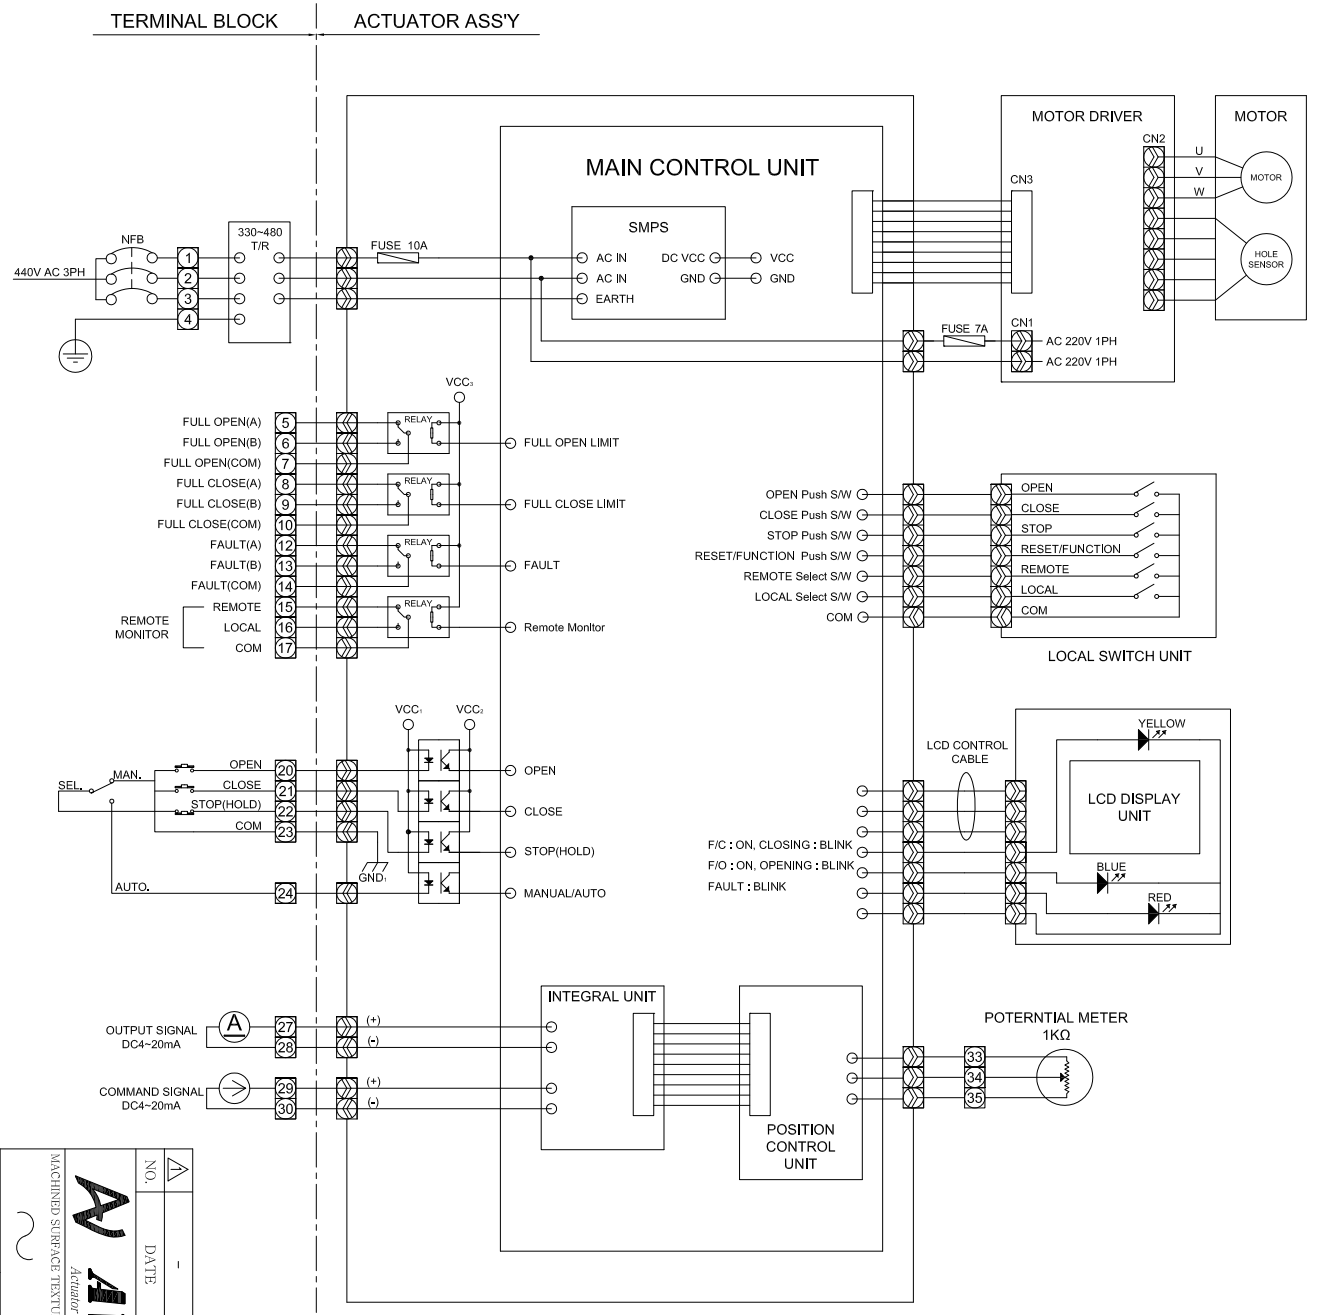 TERMINAL BLOCK
ACTUATOR ASS'Y
MAIN CONTROL UNIT
MOTOR DRIVER
MOTOR
CN2
CN3
U
V
W
MOTOR
HOLE
SENSOR
NFB
440V AC 3PH
1
2
3
4
330~480
T/R
FUSE 10A
SMPS
AC IN
DC VCC
VCC
AC IN
GND
GND
EARTH
FUSE 7A
CN1
AC 220V 1PH
AC 220V 1PH
VCC₃
FULL OPEN(A) 5
RELAY
FULL OPEN(B) 6
FULL OPEN LIMIT
FULL OPEN(COM) 7
FULL CLOSE(A) 8
RELAY
FULL CLOSE(B) 9
FULL CLOSE LIMIT
FULL CLOSE(COM) 10
FAULT(A) 12
RELAY
FAULT(B) 13
FAULT
FAULT(COM) 14
REMOTE
MONITOR
REMOTE 15
RELAY
LOCAL 16
Remote Monitor
COM 17
OPEN Push S/W
OPEN
CLOSE Push S/W
CLOSE
STOP Push S/W
STOP
RESET/FUNCTION Push S/W
RESET/FUNCTION
REMOTE Select S/W
REMOTE
LOCAL Select S/W
LOCAL
COM
COM
LOCAL SWITCH UNIT
VCC₁
VCC₂
SEL.
MAN.
OPEN 20
OPEN
CLOSE 21
CLOSE
STOP(HOLD) 22
STOP(HOLD)
COM 23
GND₁
AUTO.
24
MANUAL/AUTO
LCD CONTROL
CABLE
YELLOW
LCD DISPLAY
UNIT
F/C : ON, CLOSING : BLINK
F/O : ON, OPENING : BLINK
BLUE
FAULT : BLINK
RED
INTEGRAL UNIT
POSITION
CONTROL
UNIT
OUTPUT SIGNAL
DC4~20mA
A
27
(+)
28
(-)
COMMAND SIGNAL
DC4~20mA
29
(+)
30
(-)
POTERNTIAL METER
1KΩ
33
34
35
1
-
NO.
DATE
Actuator
MACHINED SURFACE TEXTU